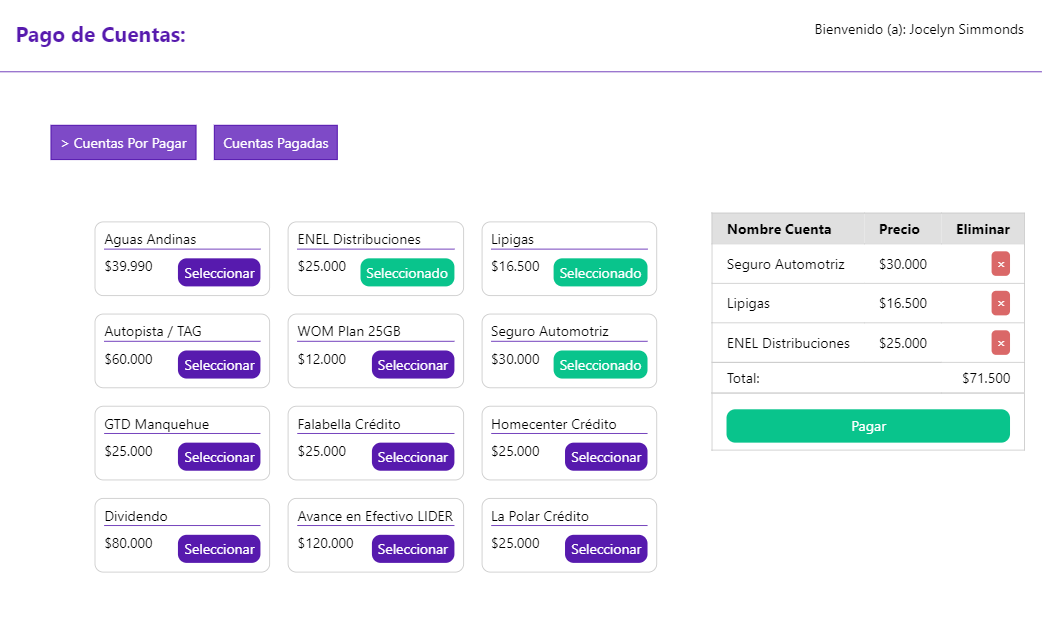 Pago de Cuentas:
Bienvenido (a): Jocelyn Simmonds
> Cuentas Por Pagar
Cuentas Pagadas
Aguas Andinas
$39.990
Seleccionar
ENEL Distribuciones
$25.000
Seleccionado
Lipigas
$16.500
Seleccionado
Autopista / TAG
$60.000
Seleccionar
WOM Plan 25GB
$12.000
Seleccionar
Seguro Automotriz
$30.000
Seleccionado
GTD Manquehue
$25.000
Seleccionar
Falabella Crédito
$25.000
Seleccionar
Homecenter Crédito
$25.000
Seleccionar
Dividendo
$80.000
Seleccionar
Avance en Efectivo LIDER
$120.000
Seleccionar
La Polar Crédito
$25.000
Seleccionar
Nombre Cuenta Precio Eliminar
Seguro Automotriz $30.000 ×
Lipigas $16.500 ×
ENEL Distribuciones $25.000 ×
Total: $71.500
Pagar